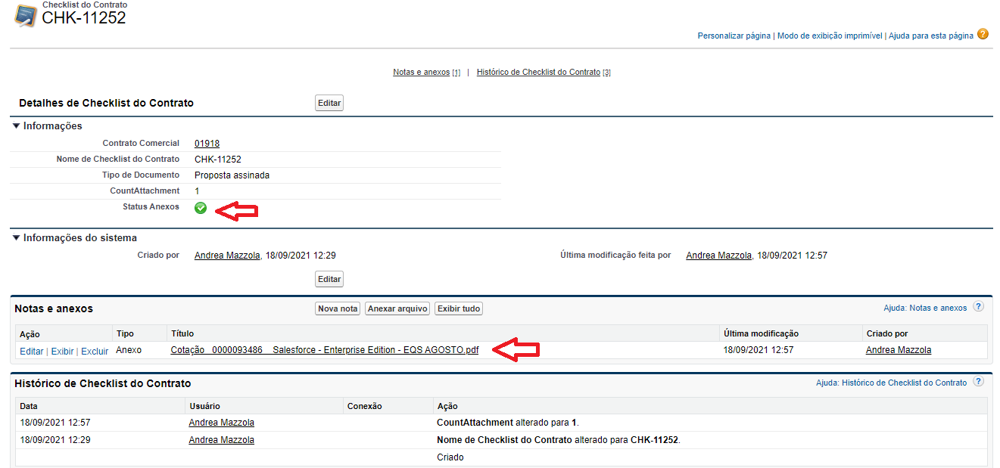 Checklist do Contrato
CHK-11252
Personalizar página | Modo de exibição imprimível | Ajuda para esta página ?
Notas e anexos [1] | Histórico de Checklist do Contrato [3]
Detalhes de Checklist do Contrato Editar
Informações
Contrato Comercial 01918
Nome de Checklist do Contrato CHK-11252
Tipo de Documento Proposta assinada
CountAttachment 1
Status Anexos
Informações do sistema
Criado por Andrea Mazzola, 18/09/2021 12:29 Última modificação feita por Andrea Mazzola, 18/09/2021 12:57
Editar
Notas e anexos Nova nota Anexar arquivo Exibir tudo Ajuda: Notas e anexos ?
Ação Tipo Título Última modificação Criado por
Editar | Exibir | Excluir Anexo Cotação_ 0000093486 _ Salesforce - Enterprise Edition - EQS AGOSTO.pdf 18/09/2021 12:57 Andrea Mazzola
Histórico de Checklist do Contrato Ajuda: Histórico de Checklist do Contrato ?
Data Usuário Conexão Ação
18/09/2021 12:57 Andrea Mazzola CountAttachment alterado para 1.
18/09/2021 12:29 Andrea Mazzola Nome de Checklist do Contrato alterado para CHK-11252.
Criado